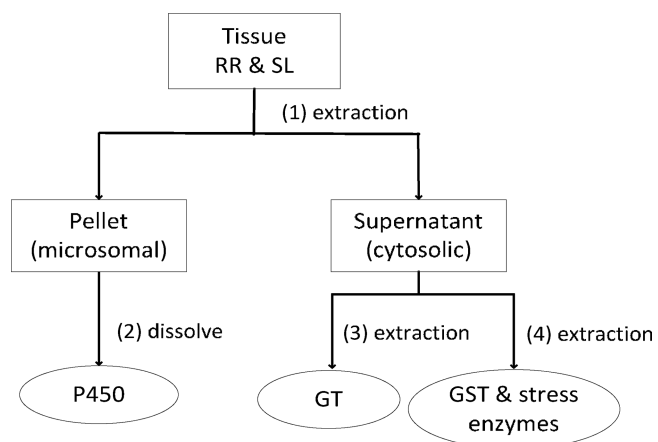 Tissue
RR & SL
(1) extraction
Pellet
(microsomal)
Supernatant
(cytosolic)
(2) dissolve
(3) extraction
(4) extraction
P450
GT
GST & stress
enzymes